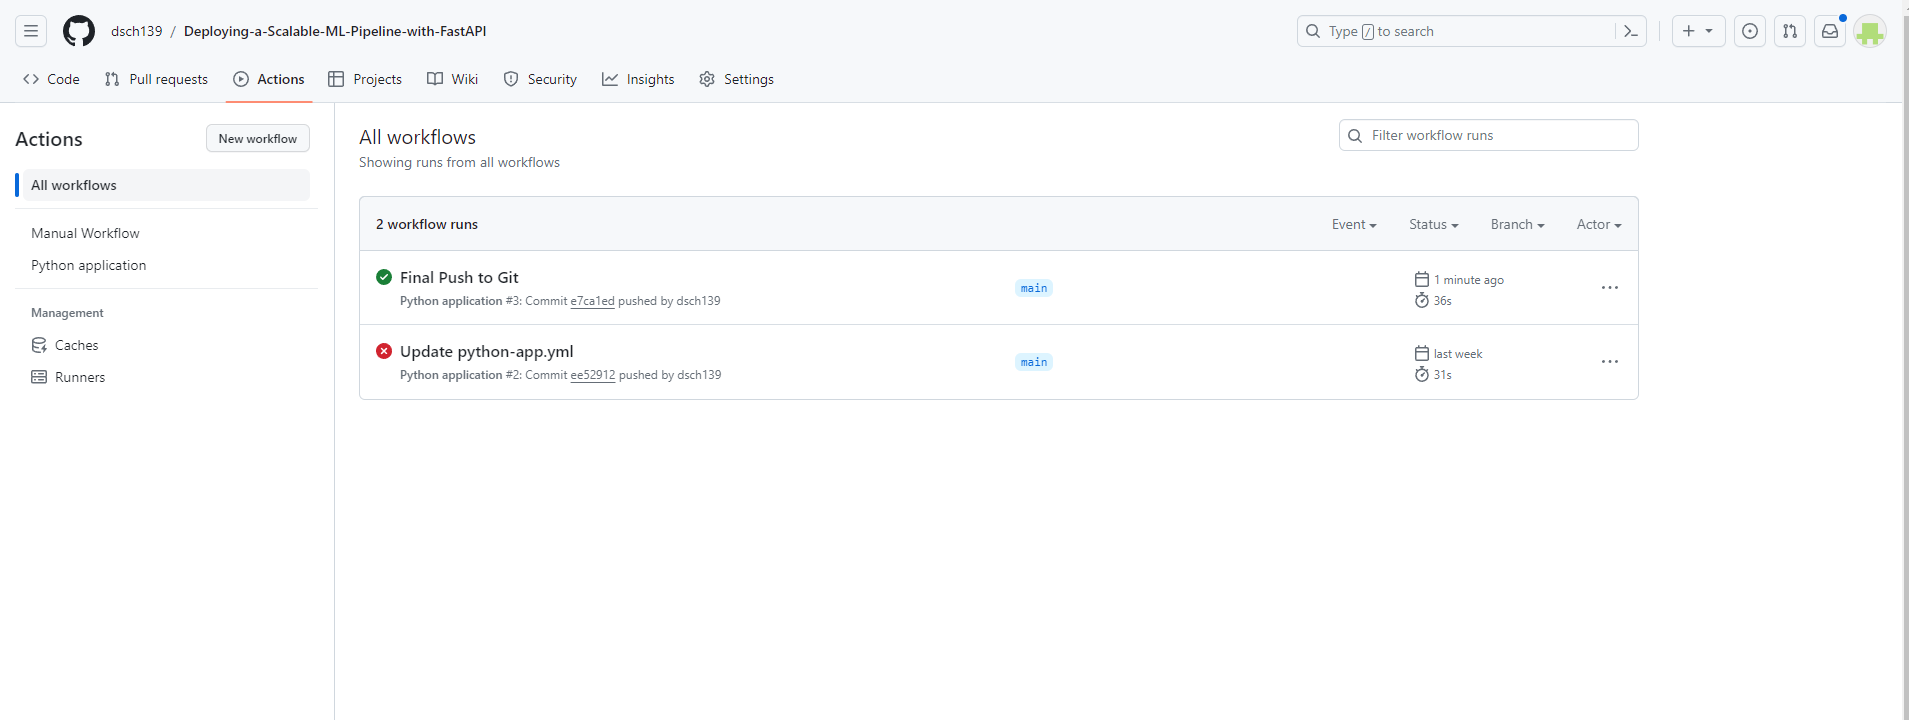 dsch139 / Deploying-a-Scalable-ML-Pipeline-with-FastAPI
Type / to search
Code
Pull requests
Actions
Projects
Wiki
Security
Insights
Settings
Actions
New workflow
All workflows
Manual Workflow
Python application
Management
Caches
Runners
All workflows
Showing runs from all workflows
Filter workflow runs
2 workflow runs
Event
Status
Branch
Actor
Final Push to Git
Python application #3: Commit e7ca1ed pushed by dsch139
main
1 minute ago
36s
Update python-app.yml
Python application #2: Commit ee52912 pushed by dsch139
main
last week
31s